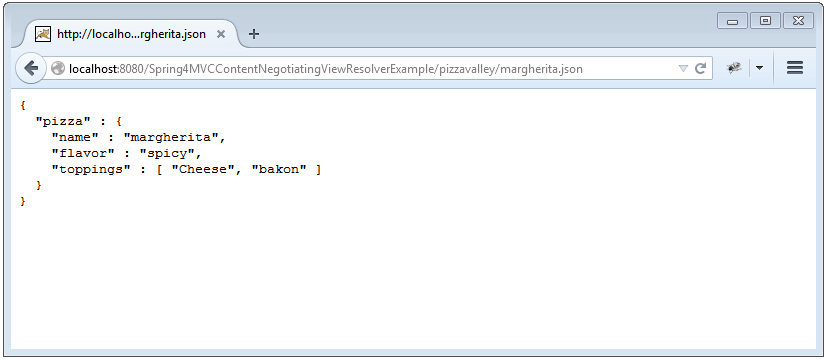 http://localho...rgherita.json
localhost:8080/Spring4MVCContentNegotiatingViewResolverExample/pizzavalley/margherita.json
{
  "pizza" : {
    "name" : "margherita",
    "flavor" : "spicy",
    "toppings" : [ "Cheese", "bakon" ]
  }
}